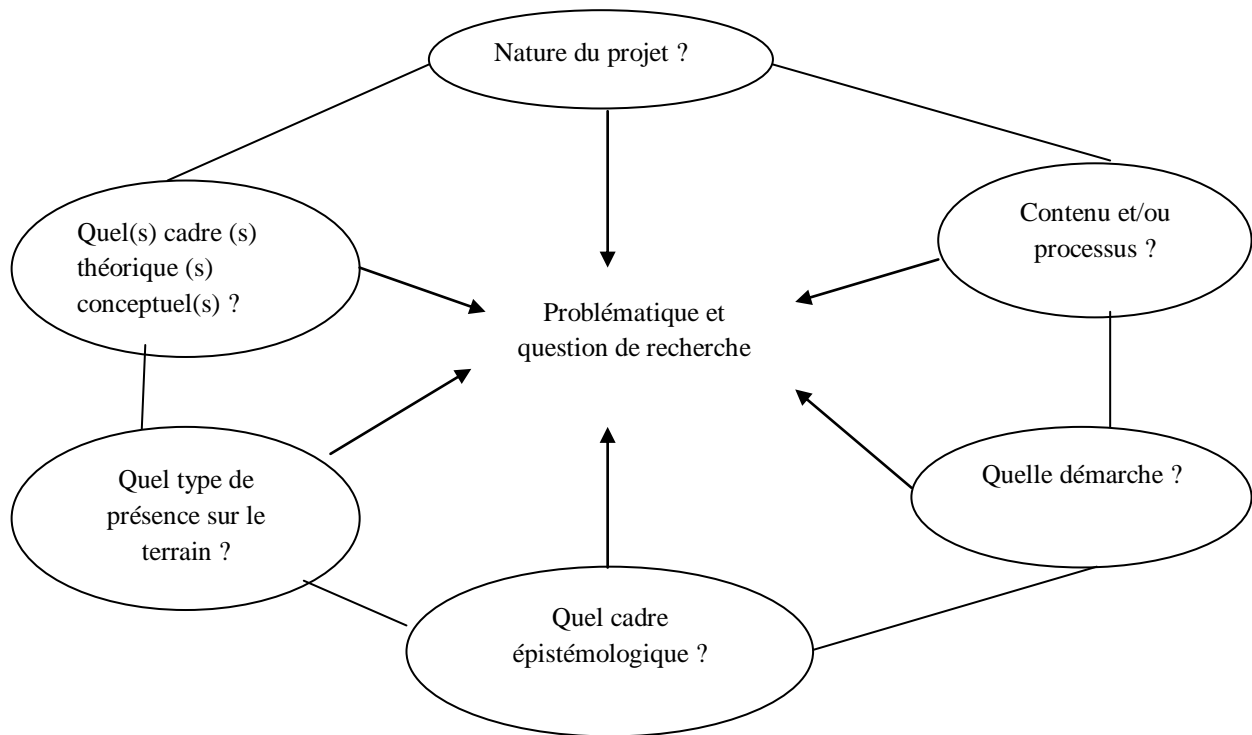 Nature du projet ?
Quel(s) cadre (s)
théorique (s)
conceptuel(s) ?
Contenu et/ou
processus ?
Problématique et
question de recherche
Quel type de
présence sur le
terrain ?
Quelle démarche ?
Quel cadre
épistémologique ?